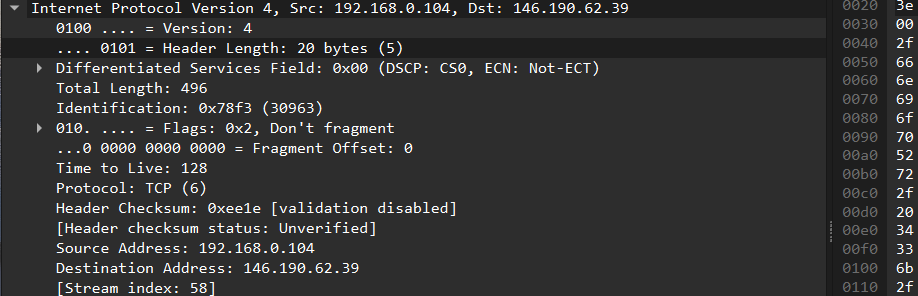 Internet Protocol Version 4, Src: 192.168.0.104, Dst: 146.190.62.39
0100 .... = Version: 4
.... 0101 = Header Length: 20 bytes (5)
Differentiated Services Field: 0x00 (DSCP: CS0, ECN: Not-ECT)
Total Length: 496
Identification: 0x78f3 (30963)
010. .... = Flags: 0x2, Don't fragment
...0 0000 0000 0000 = Fragment Offset: 0
Time to Live: 128
Protocol: TCP (6)
Header Checksum: 0xee1e [validation disabled]
[Header checksum status: Unverified]
Source Address: 192.168.0.104
Destination Address: 146.190.62.39
[Stream index: 58]
0020 3e
0030 00
0040 2f
0050 66
0060 6e
0070 69
0080 6f
0090 70
00a0 52
00b0 72
00c0 2f
00d0 20
00e0 34
00f0 33
0100 6b
0110 2f